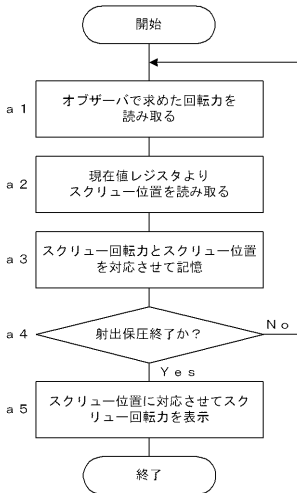 開始
a1
オブザーバで求めた回転力を
読み取る
a2
現在値レジスタより
スクリュー位置を読み取る
a3
スクリュー回転力とスクリュー位置
を対応させて記憶
a4
射出保圧終了か?
No
Yes
a5
スクリュー位置に対応させてスク
リュー回転力を表示
終了